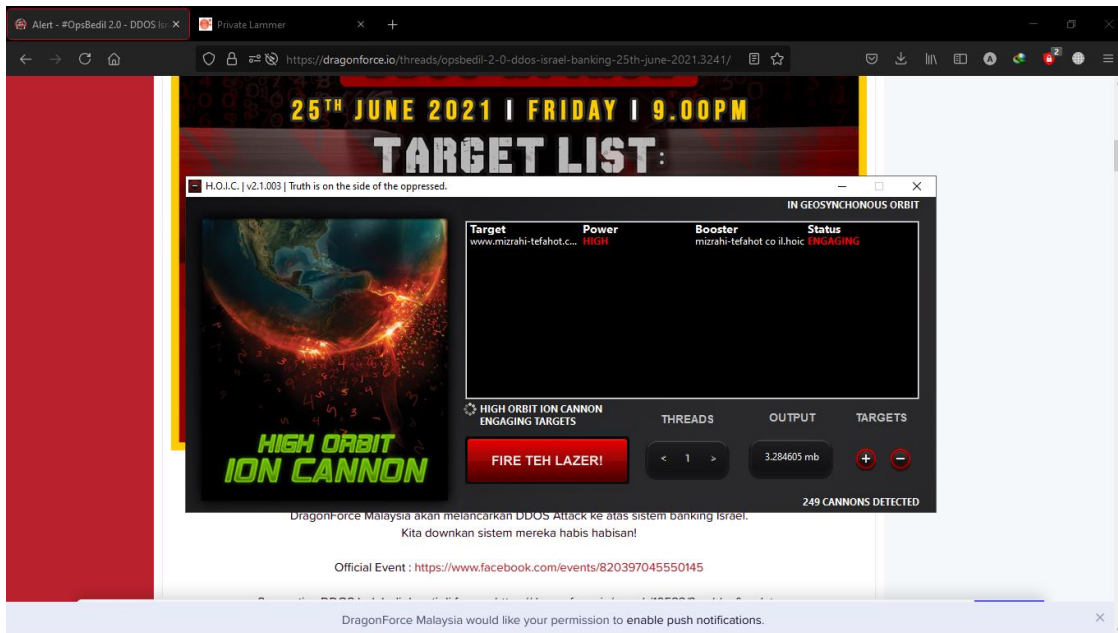 Alert - #OpsBedil 2.0 - DDOS Isr
Private Lammer
https://dragonforce.io/threads/opsbedil-2-0-ddos-israel-banking-25th-june-2021.3241/
2
25TH JUNE 2021 | FRIDAY | 9.00PM
TARGET LIST:
H.O.I.C. | v2.1.003 | Truth is on the side of the oppressed.
IN GEOSYNCHONOUS ORBIT
Target Power Booster Status
www.mizrahi-tefahot.c... HIGH mizrahi-tefahot co il.hoic ENGAGING
HIGH ORBIT ION CANNON
ENGAGING TARGETS
THREADS OUTPUT TARGETS
HIGH ORBIT
ION CANNON
FIRE TEH LAZER!
< 1 >
3.284605 mb
+ −
249 CANNONS DETECTED
DragonForce Malaysia akan melancarkan DDOS Attack ke atas sistem banking Israel.
Kita downkan sistem mereka habis habisan!
Official Event : https://www.facebook.com/events/820397045550145
DragonForce Malaysia would like your permission to enable push notifications.